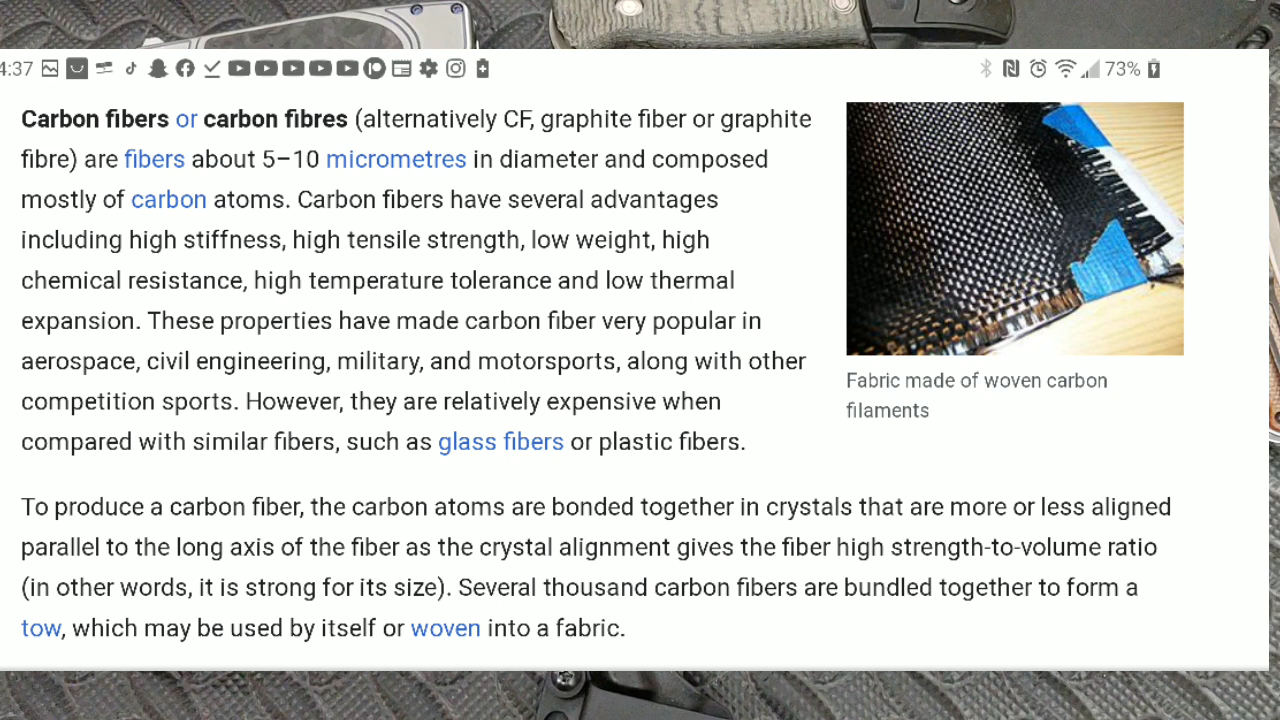 4:37
73%
Carbon fibers or carbon fibres (alternatively CF, graphite fiber or graphite
fibre) are fibers about 5–10 micrometres in diameter and composed
mostly of carbon atoms. Carbon fibers have several advantages
including high stiffness, high tensile strength, low weight, high
chemical resistance, high temperature tolerance and low thermal
expansion. These properties have made carbon fiber very popular in
aerospace, civil engineering, military, and motorsports, along with other
competition sports. However, they are relatively expensive when
compared with similar fibers, such as glass fibers or plastic fibers.
Fabric made of woven carbon
filaments
To produce a carbon fiber, the carbon atoms are bonded together in crystals that are more or less aligned
parallel to the long axis of the fiber as the crystal alignment gives the fiber high strength-to-volume ratio
(in other words, it is strong for its size). Several thousand carbon fibers are bundled together to form a
tow, which may be used by itself or woven into a fabric.